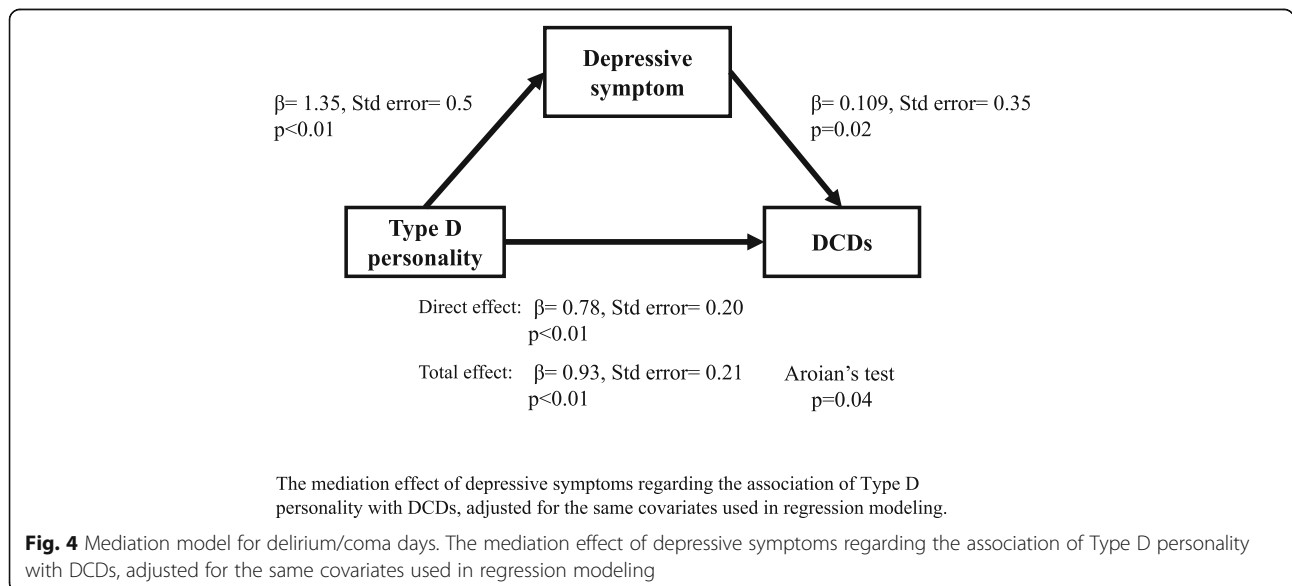 Depressive
symptom
β= 1.35, Std error= 0.5
p<0.01
β= 0.109, Std error= 0.35
p=0.02
Type D
personality
DCDs
Direct effect: β= 0.78, Std error= 0.20
p<0.01
Total effect: β= 0.93, Std error= 0.21
p<0.01
Aroian's test
p=0.04
The mediation effect of depressive symptoms regarding the association of Type D
personality with DCDs, adjusted for the same covariates used in regression modeling.
Fig. 4 Mediation model for delirium/coma days. The mediation effect of depressive symptoms regarding the association of Type D personality
with DCDs, adjusted for the same covariates used in regression modeling